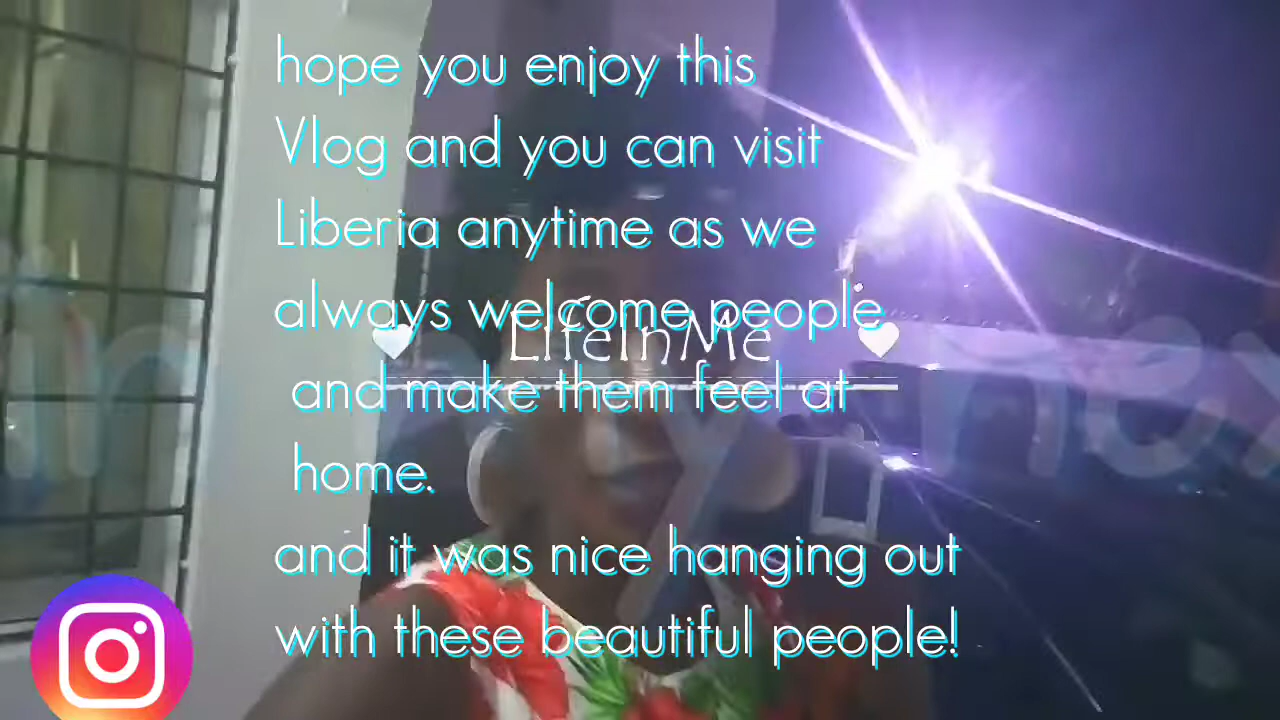 hope you enjoy this
Vlog and you can visit
Liberia anytime as we
always welcome people
LifeInMe
and make them feel at
home.
and it was nice hanging out
with these beautiful people!